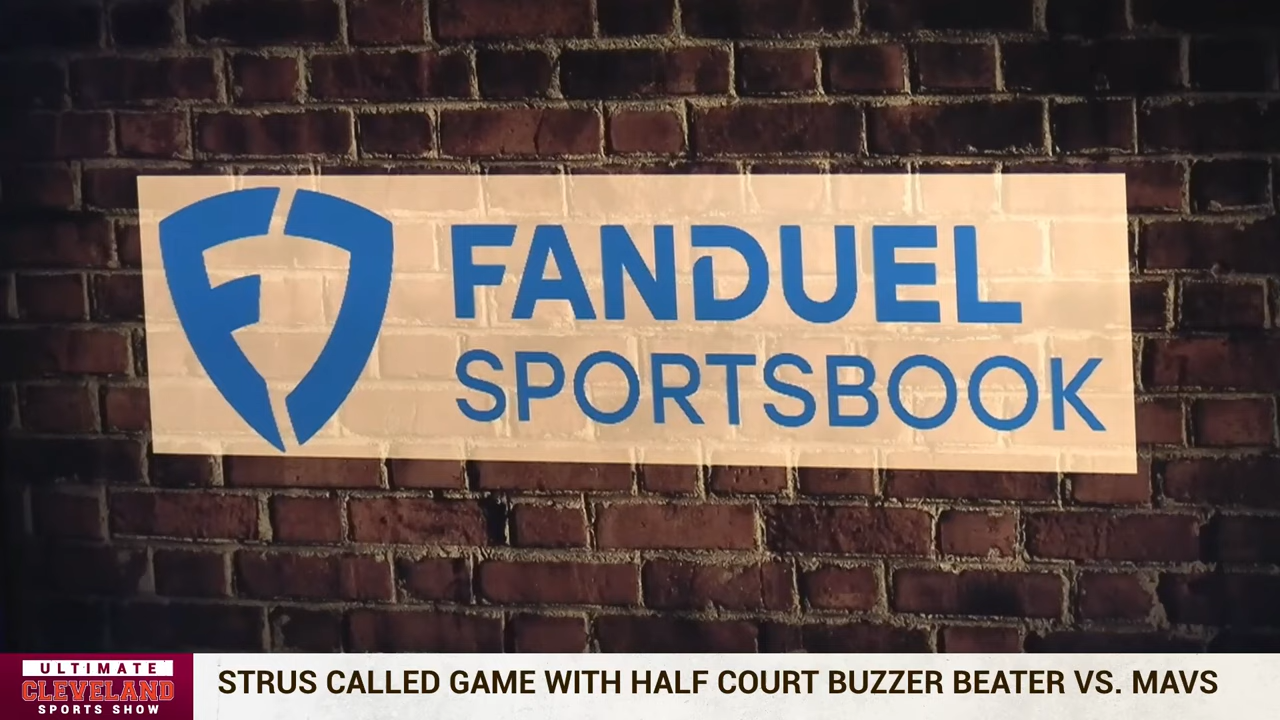 FANDUEL
SPORTSBOOK
ULTIMATE
CLEVELAND
SPORTS SHOW
STRUS CALLED GAME WITH HALF COURT BUZZER BEATER VS. MAVS